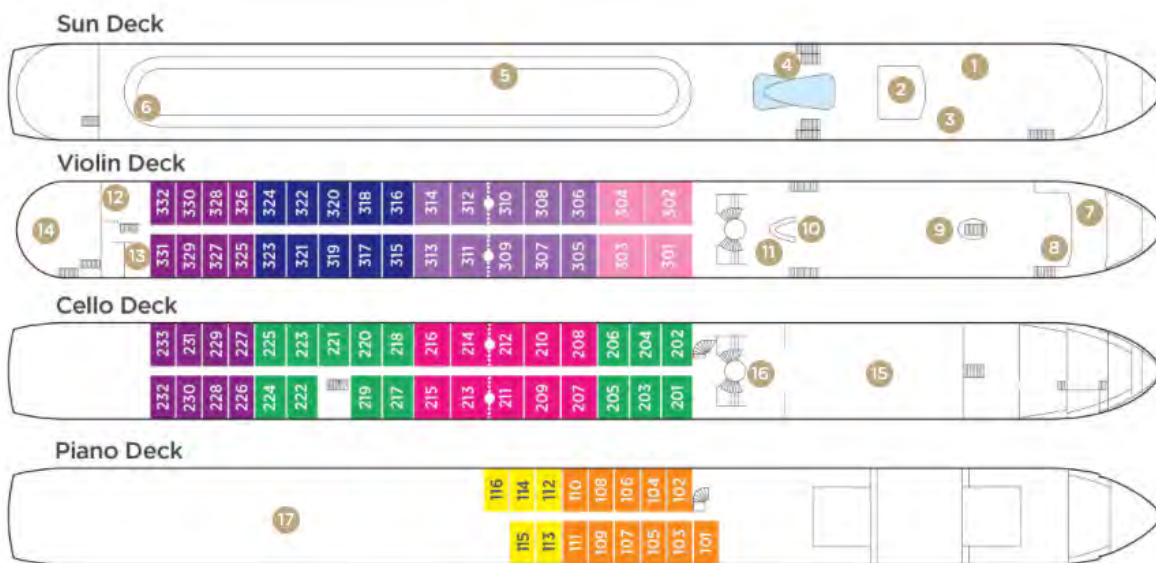 Sun Deck
4 1
5 2
6 3
Violin Deck
12 332 330 328 326 324 322 320 318 316 314 312 310 308 306 304 302 7
14 9 10
13 331 329 327 325 323 321 319 317 315 313 311 309 307 305 303 301 11 8
Cello Deck
233 231 229 227 225 223 221 220 218 216 214 212 210 208 206 204 202
16 15
232 230 228 226 224 222 219 217 215 213 211 209 207 205 203 201
Piano Deck
116 114 112 110 108 106 104 102
17
115 113 111 109 107 105 103 101